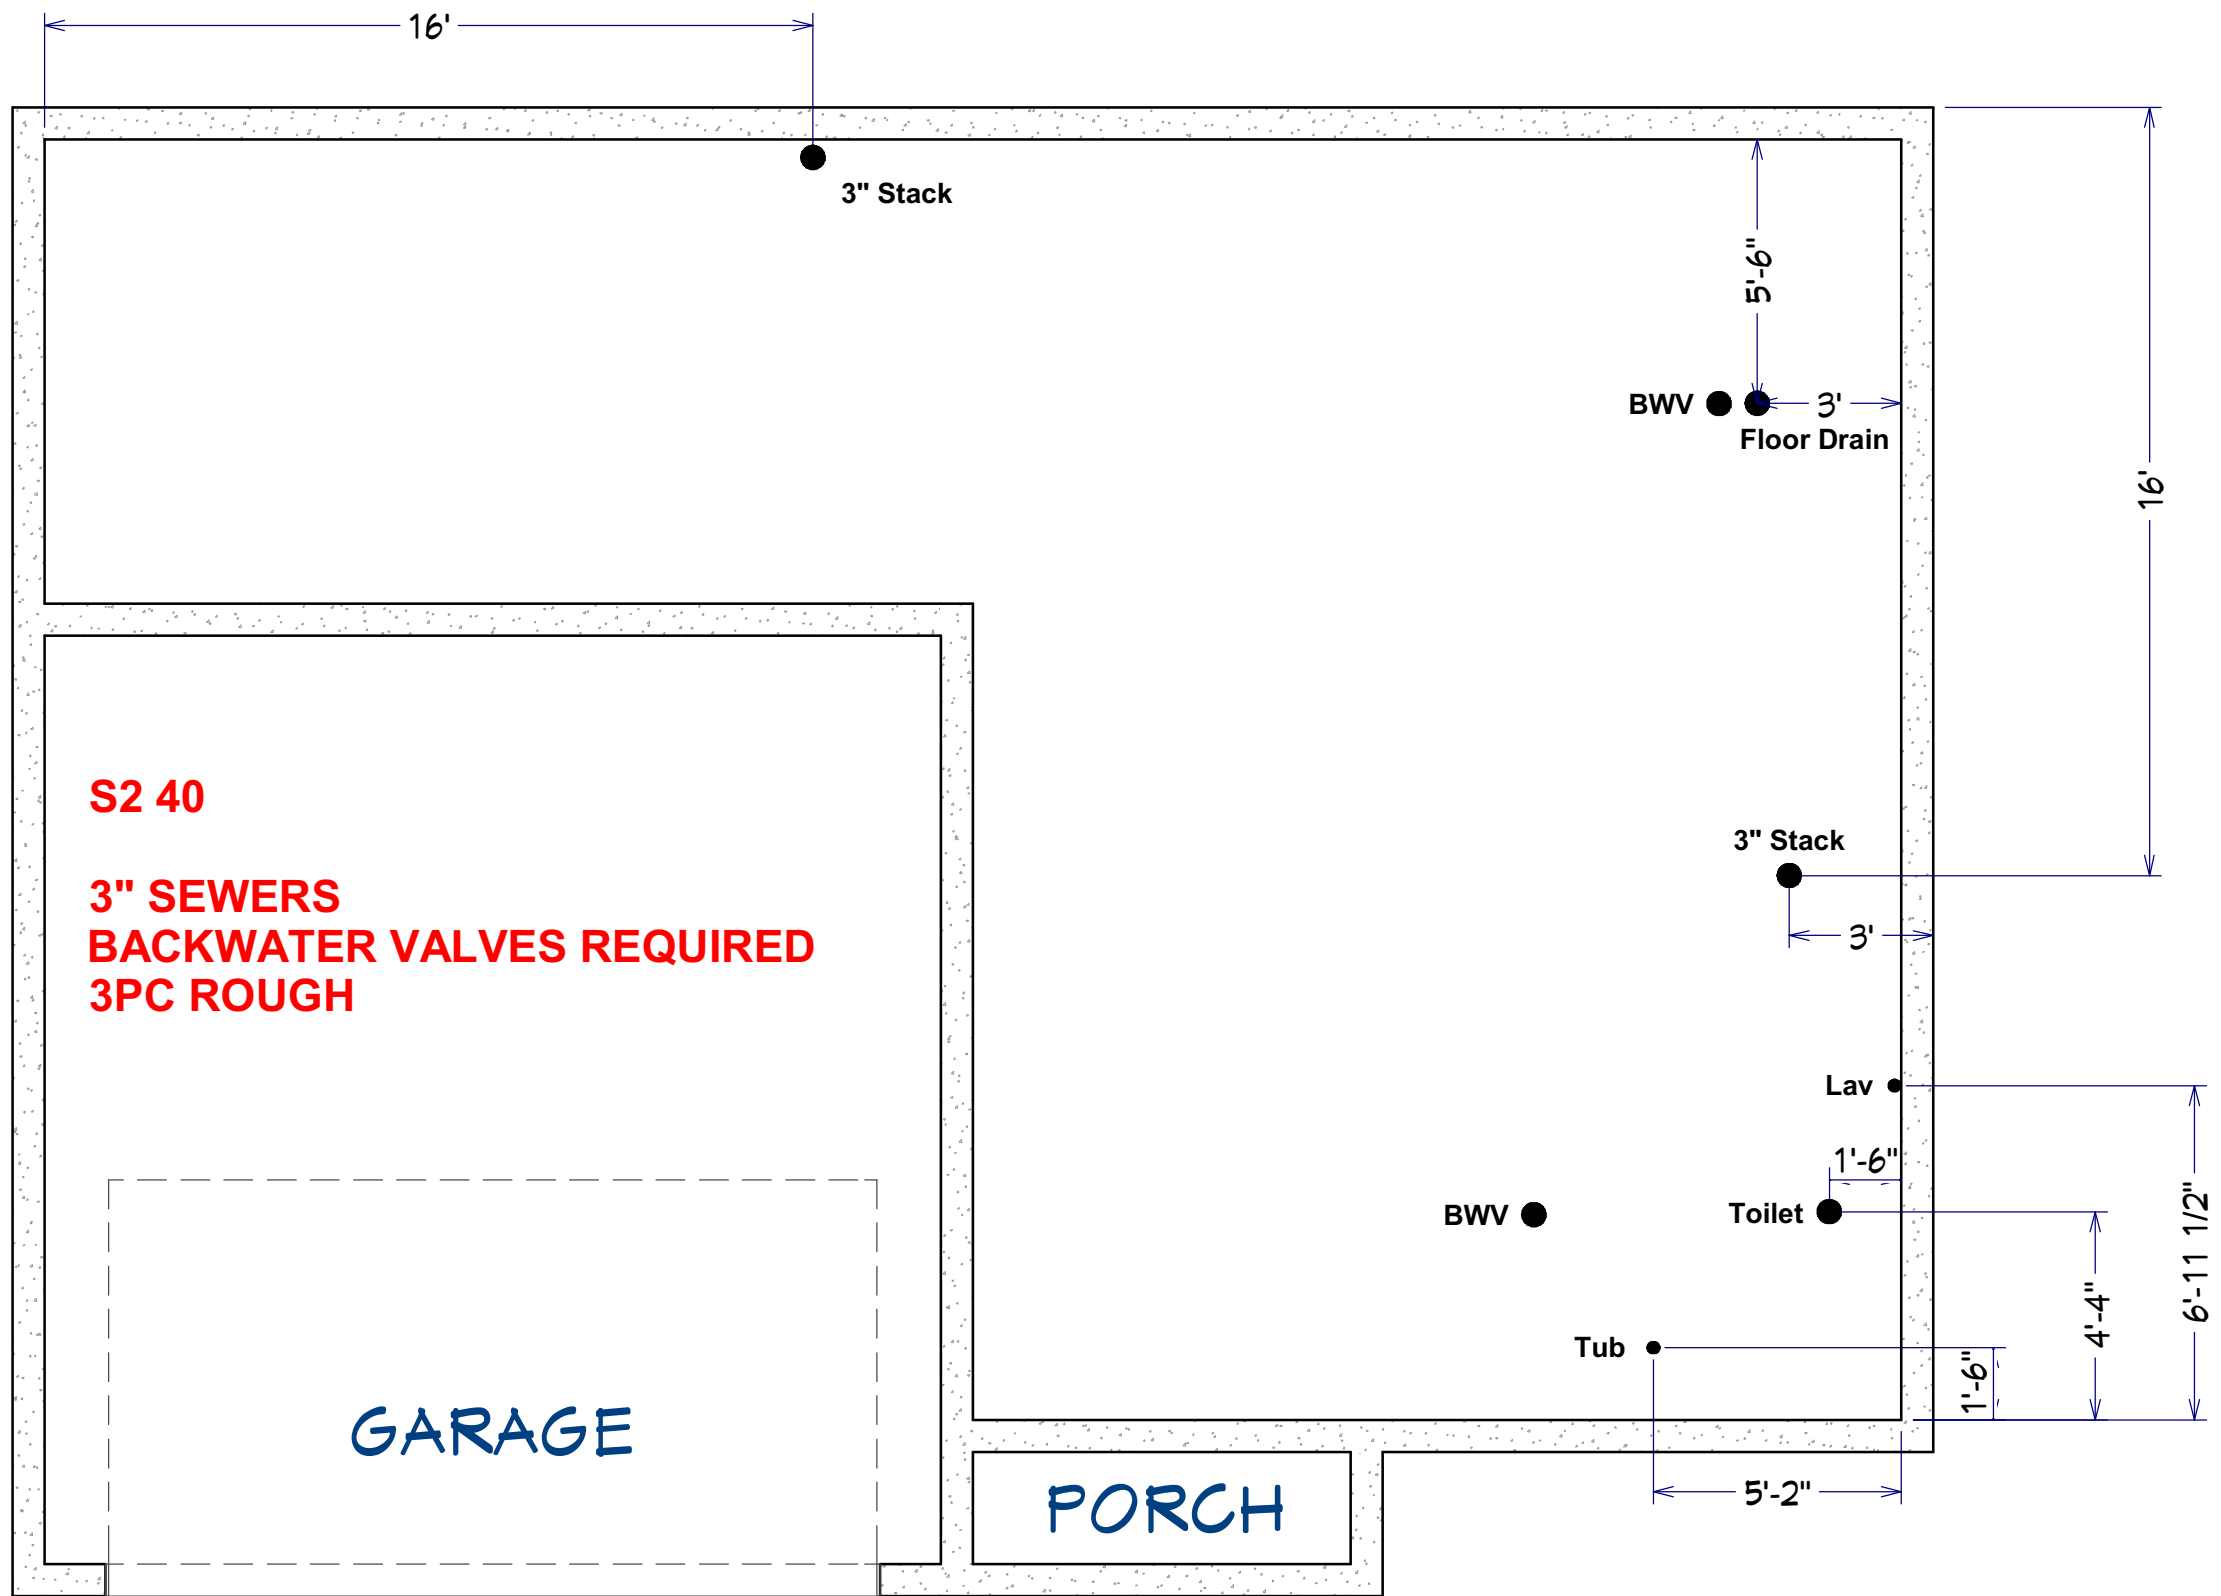 16'
3" Stack
5'-6"
BWV
3'
Floor Drain
16'
S2 40
3" SEWERS
BACKWATER VALVES REQUIRED
3PC ROUGH
3" Stack
3'
Lav
1'-6"
BWV
Toilet
6'-11 1/2"
4'-4"
Tub
1'-6"
GARAGE
PORCH
5'-2"